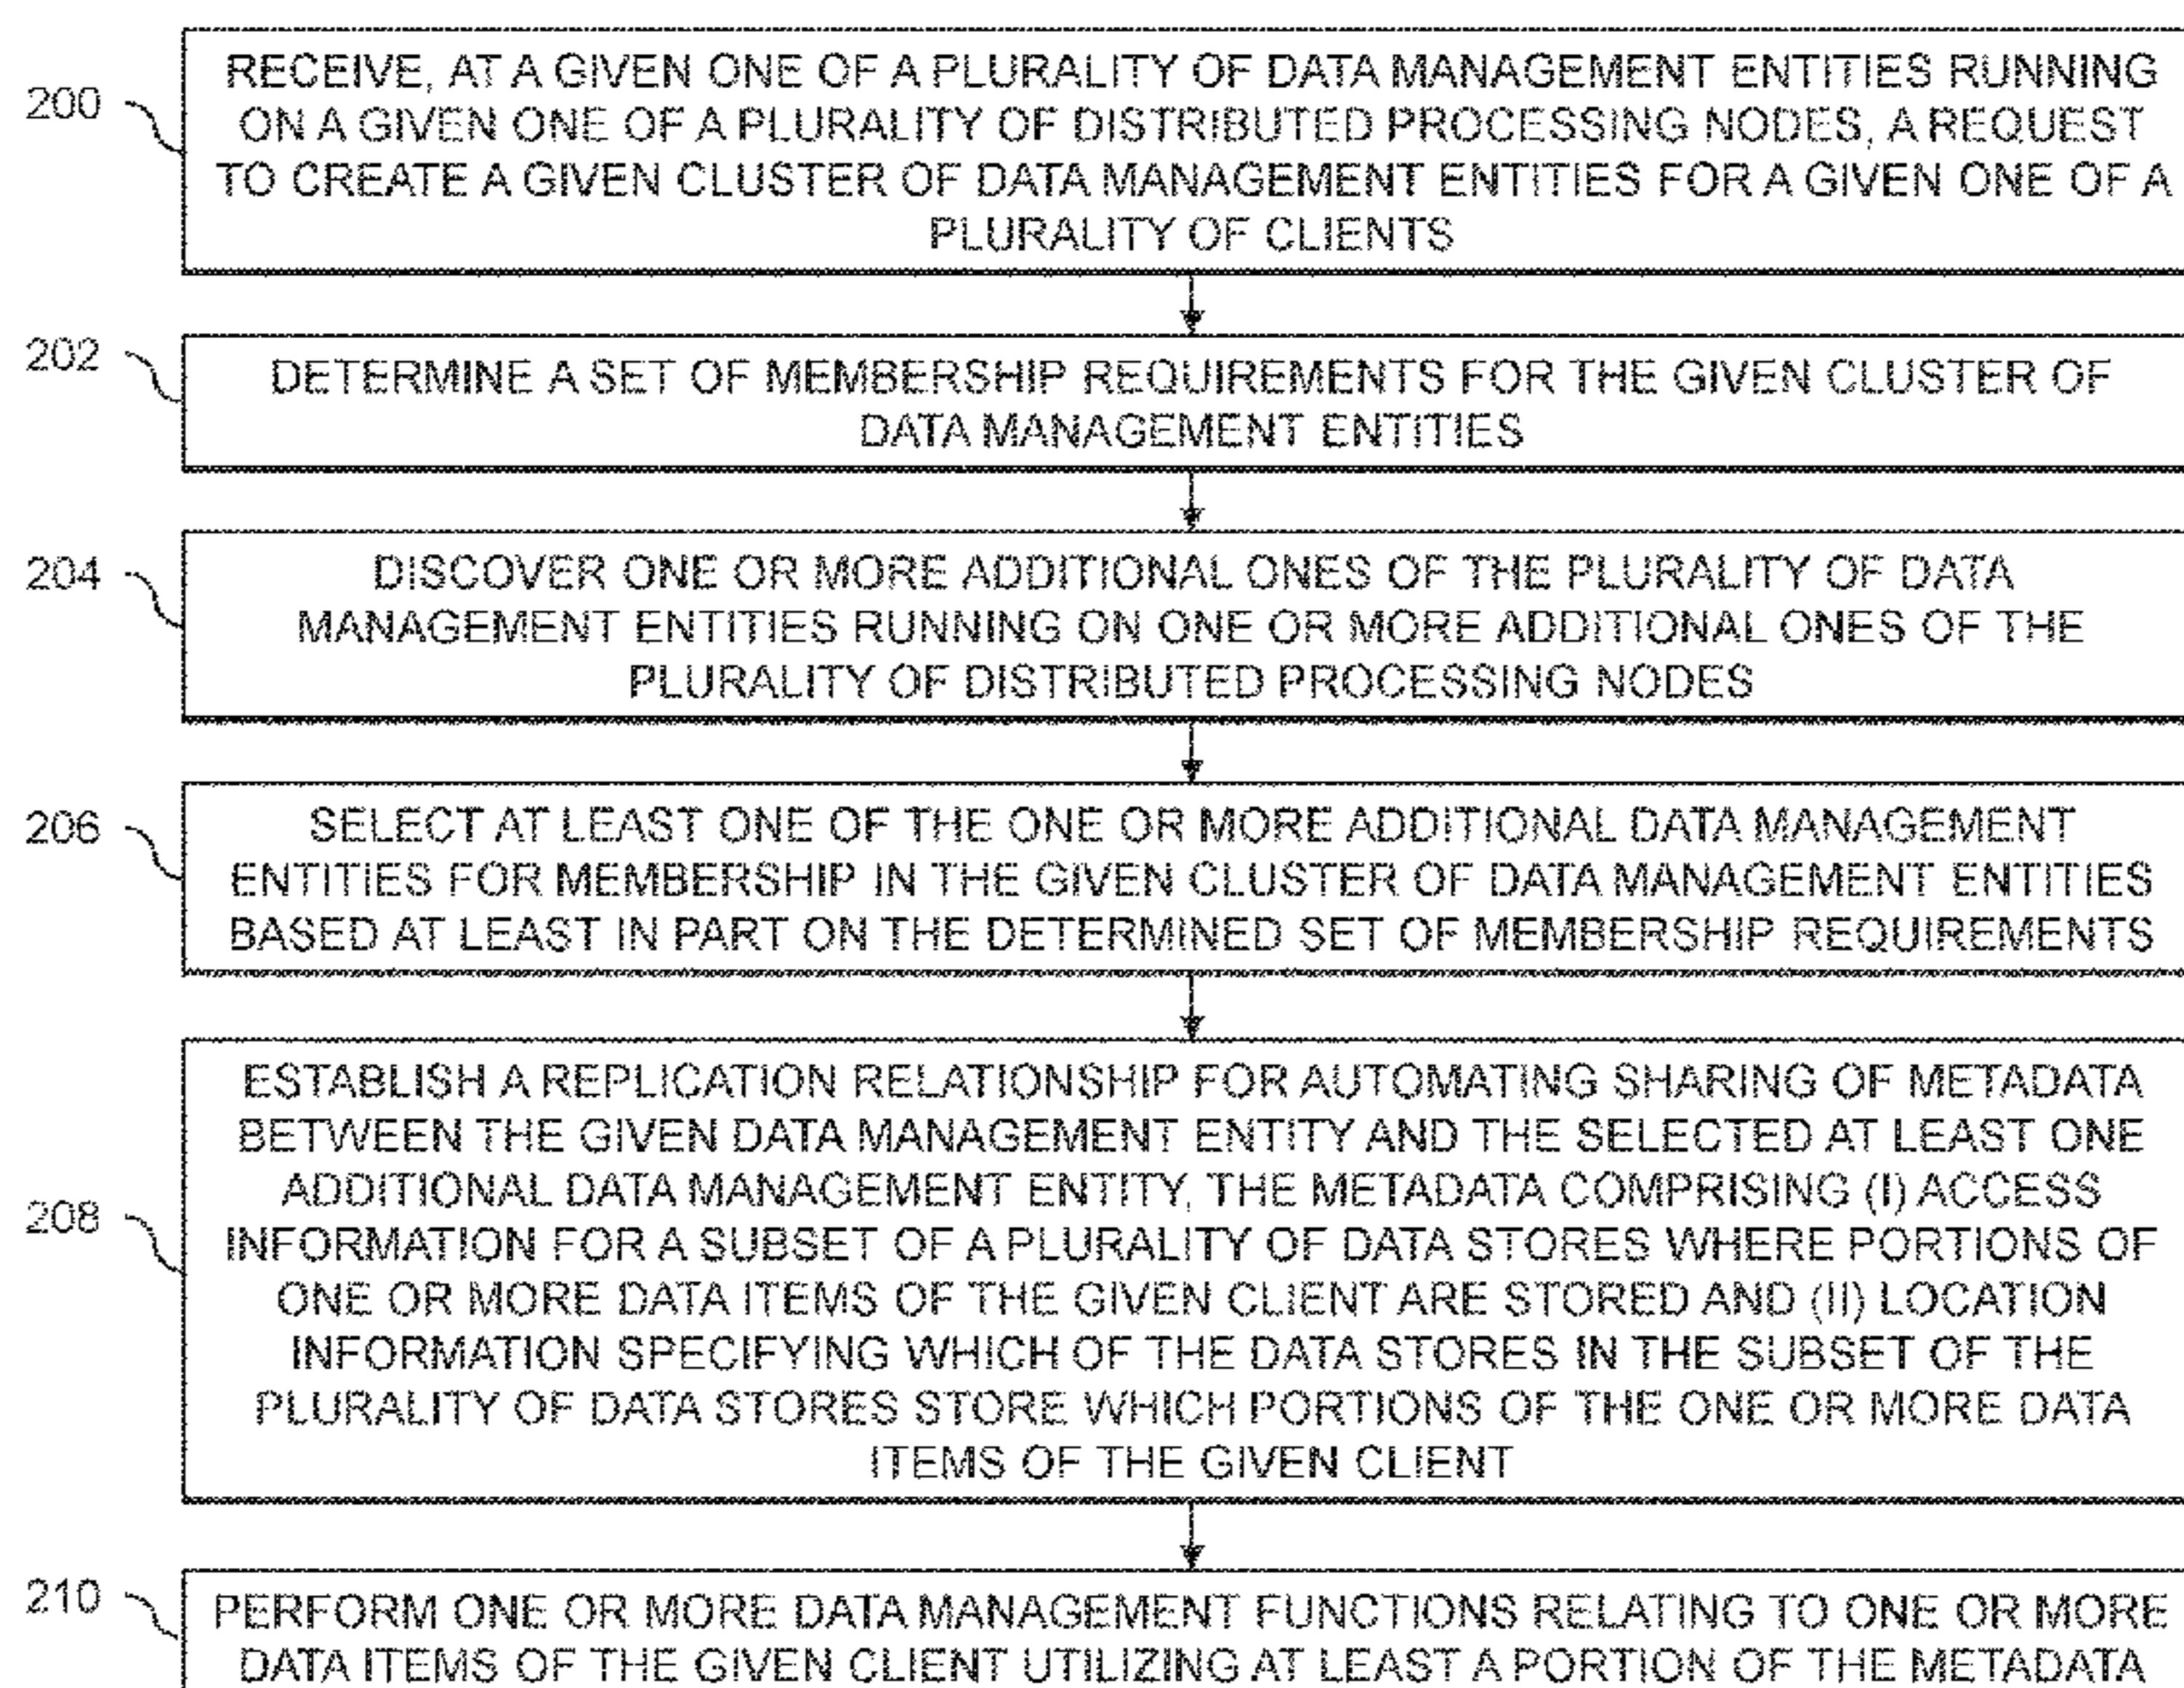 200
RECEIVE, AT A GIVEN ONE OF A PLURALITY OF DATA MANAGEMENT ENTITIES RUNNING
ON A GIVEN ONE OF A PLURALITY OF DISTRIBUTED PROCESSING NODES, A REQUEST
TO CREATE A GIVEN CLUSTER OF DATA MANAGEMENT ENTITIES FOR A GIVEN ONE OF A
PLURALITY OF CLIENTS
202
DETERMINE A SET OF MEMBERSHIP REQUIREMENTS FOR THE GIVEN CLUSTER OF
DATA MANAGEMENT ENTITIES
204
DISCOVER ONE OR MORE ADDITIONAL ONES OF THE PLURALITY OF DATA
MANAGEMENT ENTITIES RUNNING ON ONE OR MORE ADDITIONAL ONES OF THE
PLURALITY OF DISTRIBUTED PROCESSING NODES
206
SELECT AT LEAST ONE OF THE ONE OR MORE ADDITIONAL DATA MANAGEMENT
ENTITIES FOR MEMBERSHIP IN THE GIVEN CLUSTER OF DATA MANAGEMENT ENTITIES
BASED AT LEAST IN PART ON THE DETERMINED SET OF MEMBERSHIP REQUIREMENTS
208
ESTABLISH A REPLICATION RELATIONSHIP FOR AUTOMATING SHARING OF METADATA
BETWEEN THE GIVEN DATA MANAGEMENT ENTITY AND THE SELECTED AT LEAST ONE
ADDITIONAL DATA MANAGEMENT ENTITY, THE METADATA COMPRISING (I) ACCESS
INFORMATION FOR A SUBSET OF A PLURALITY OF DATA STORES WHERE PORTIONS OF
ONE OR MORE DATA ITEMS OF THE GIVEN CLIENT ARE STORED AND (II) LOCATION
INFORMATION SPECIFYING WHICH OF THE DATA STORES IN THE SUBSET OF THE
PLURALITY OF DATA STORES STORE WHICH PORTIONS OF THE ONE OR MORE DATA
ITEMS OF THE GIVEN CLIENT
210
PERFORM ONE OR MORE DATA MANAGEMENT FUNCTIONS RELATING TO ONE OR MORE
DATA ITEMS OF THE GIVEN CLIENT UTILIZING AT LEAST A PORTION OF THE METADATA